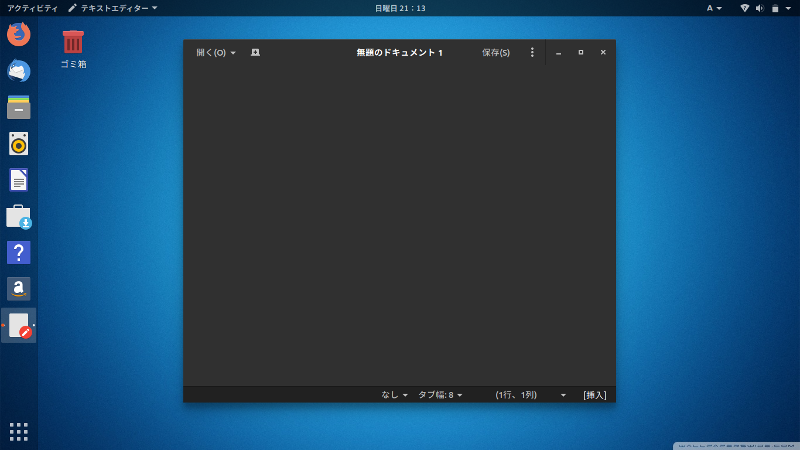 アクティビティ テキストエディター 日曜日 21：13 A
ゴミ箱
開く(O) 無題のドキュメント 1 保存(S)
なし タブ幅: 8 (1行、1列) [挿入]